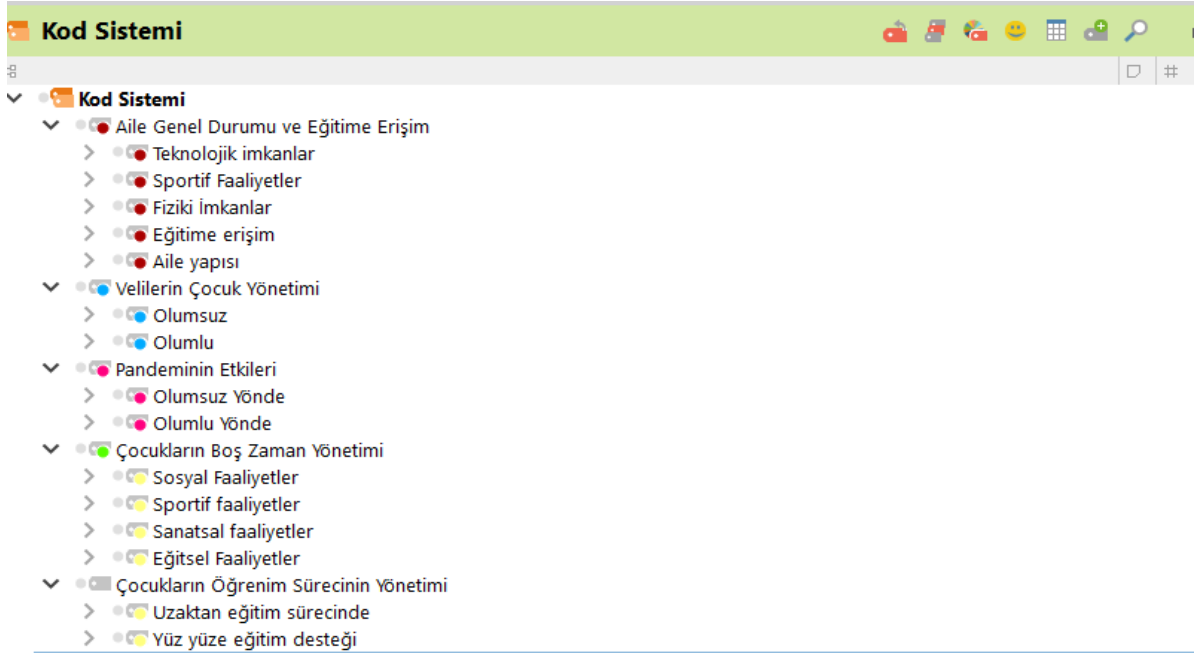 Kod Sistemi
Kod Sistemi
Aile Genel Durumu ve Eğitime Erişim
Teknolojik imkanlar
Sportif Faaliyetler
Fiziki İmkanlar
Eğitime erişim
Aile yapısı
Velilerin Çocuk Yönetimi
Olumsuz
Olumlu
Pandeminin Etkileri
Olumsuz Yönde
Olumlu Yönde
Çocukların Boş Zaman Yönetimi
Sosyal Faaliyetler
Sportif faaliyetler
Sanatsal faaliyetler
Eğitsel Faaliyetler
Çocukların Öğrenim Sürecinin Yönetimi
Uzaktan eğitim sürecinde
Yüz yüze eğitim desteği